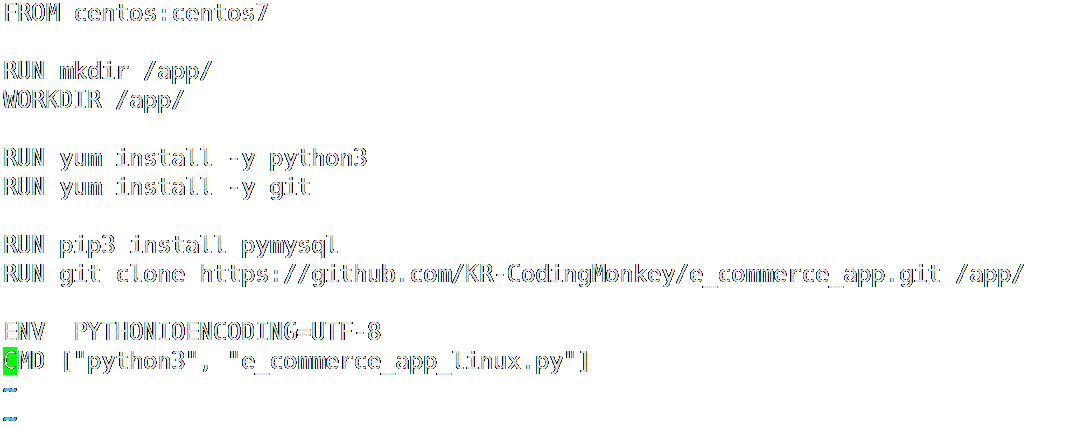 FROM centos:centos7
RUN mkdir /app/
WORKDIR /app/
RUN yum install -y python3
RUN yum install -y git
RUN pip3 install pymysql
RUN git clone https://github.com/KR-CodingMonkey/e_commerce_app.git /app/
ENV  PYTHONIOENCODING=UTF-8
CMD ["python3", "e_commerce_app_linux.py"]
~
~